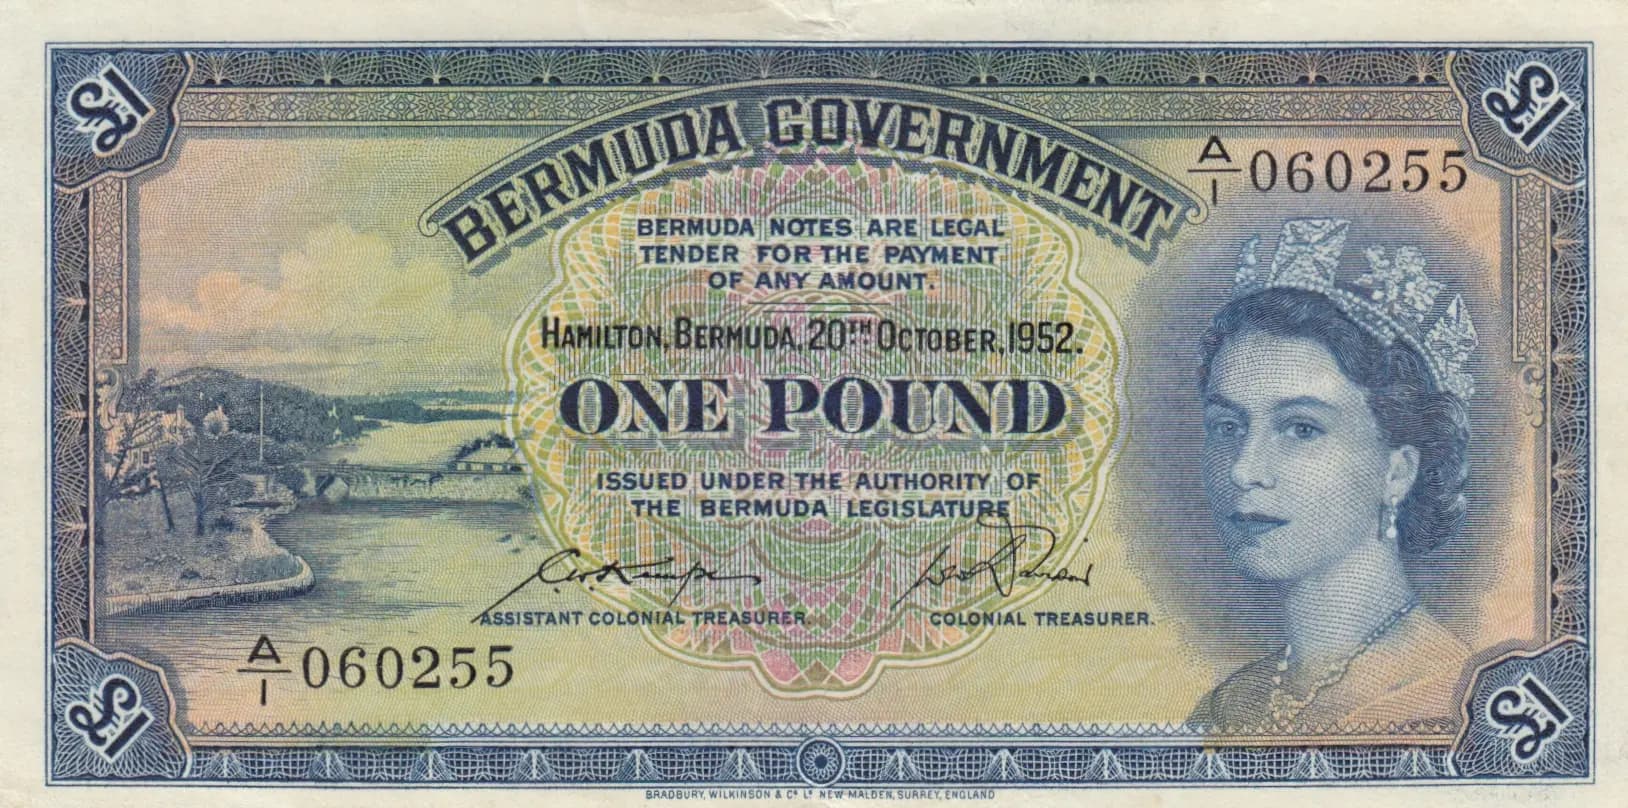 £1
£1
BERMUDA GOVERNMENT
A/1 060255
BERMUDA NOTES ARE LEGAL
TENDER FOR THE PAYMENT
OF ANY AMOUNT.
HAMILTON, BERMUDA, 20TH OCTOBER, 1952.
ONE POUND
ISSUED UNDER THE AUTHORITY OF
THE BERMUDA LEGISLATURE
ASSISTANT COLONIAL TREASURER.
COLONIAL TREASURER.
A/1 060255
£1
£1
BRADBURY, WILKINSON & Co Ld NEW MALDEN, SURREY, ENGLAND